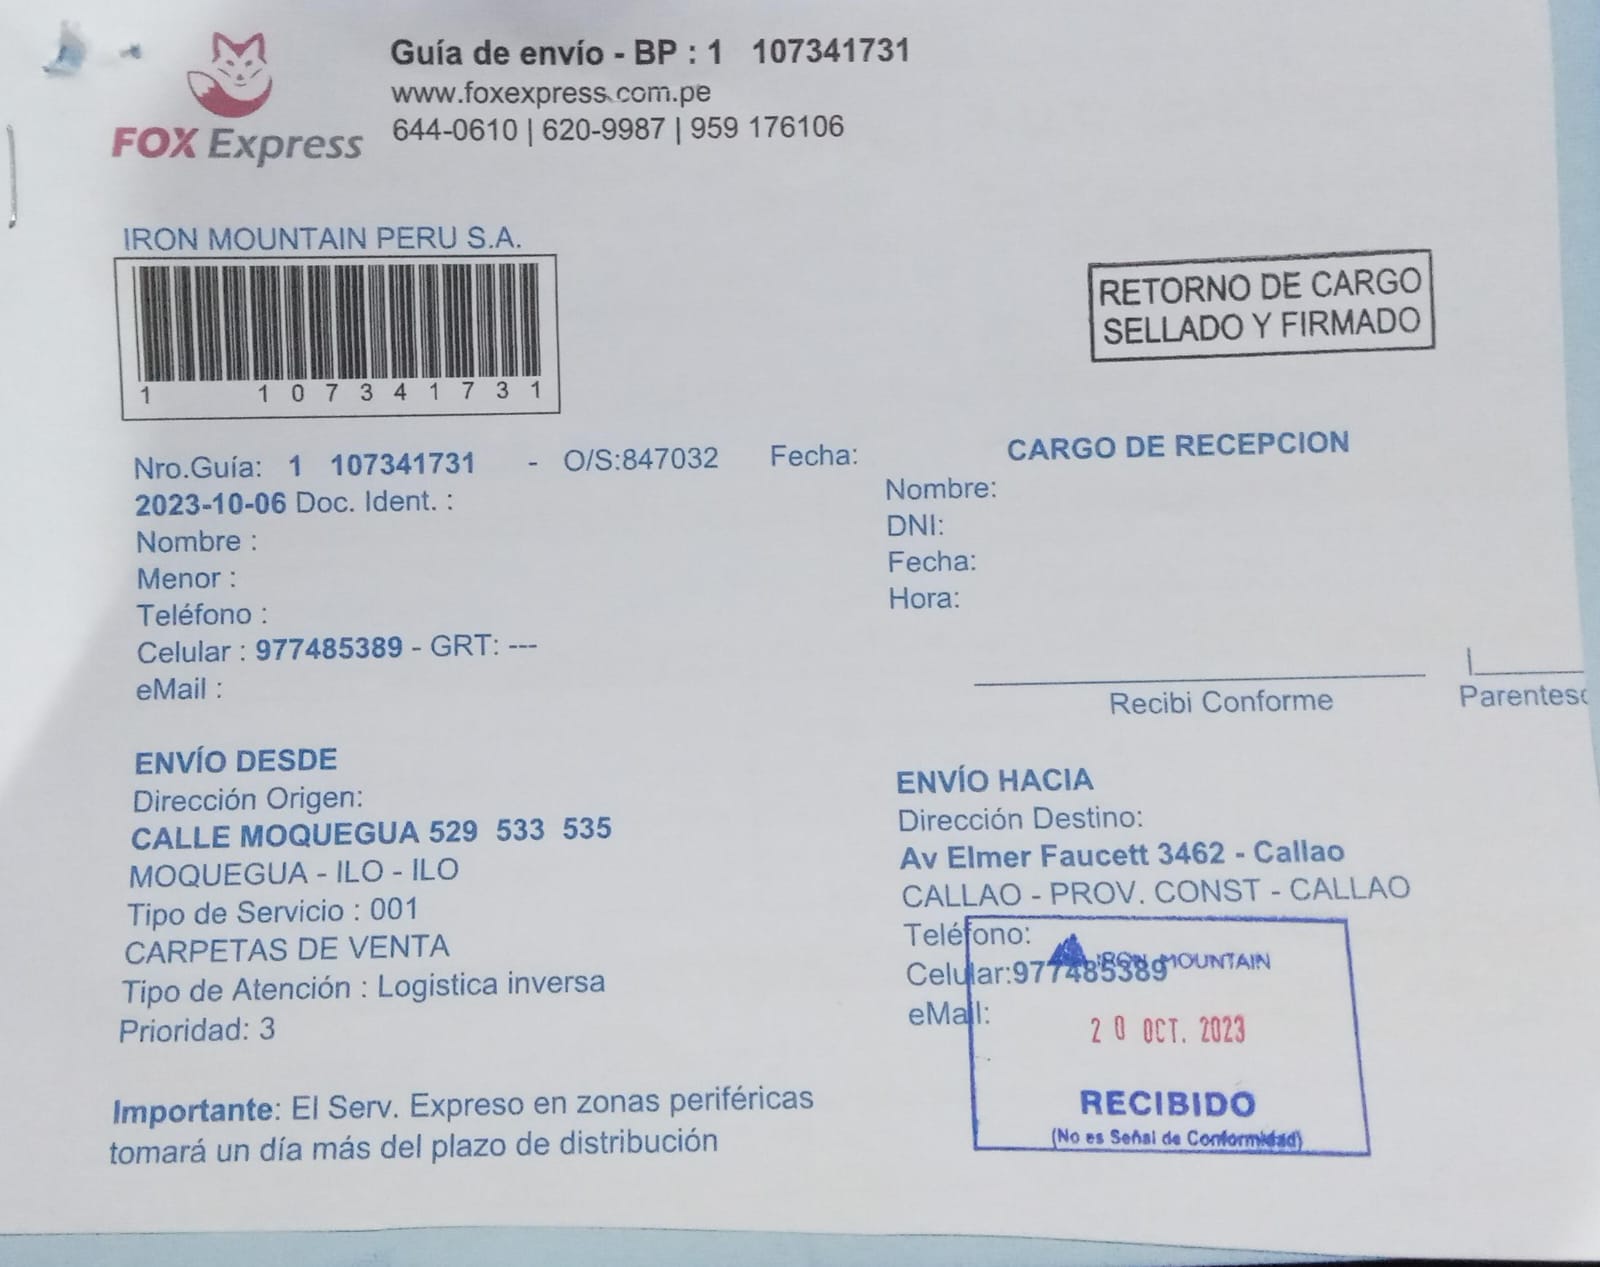 FOX Express
Guía de envío - BP : 1 107341731
www.foxexpress.com.pe
644-0610 | 620-9987 | 959 176106
IRON MOUNTAIN PERU S.A.
1 107341731
RETORNO DE CARGO
SELLADO Y FIRMADO
Nro.Guía: 1 107341731 - O/S:847032 Fecha:
2023-10-06 Doc. Ident. :
Nombre :
Menor :
Teléfono :
Celular : 977485389 - GRT: ---
eMail :
CARGO DE RECEPCION
Nombre:
DNI:
Fecha:
Hora:
Recibi Conforme
Parentesc
ENVÍO DESDE
Dirección Origen:
CALLE MOQUEGUA 529 533 535
MOQUEGUA - ILO - ILO
Tipo de Servicio : 001
CARPETAS DE VENTA
Tipo de Atención : Logistica inversa
Prioridad: 3
ENVÍO HACIA
Dirección Destino:
Av Elmer Faucett 3462 - Callao
CALLAO - PROV. CONST - CALLAO
Teléfono:
Celular:977485389
eMail:
IRON MOUNTAIN
20 OCT. 2023
RECIBIDO
(No es Señal de Conformidad)
Importante: El Serv. Expreso en zonas periféricas
tomará un día más del plazo de distribución